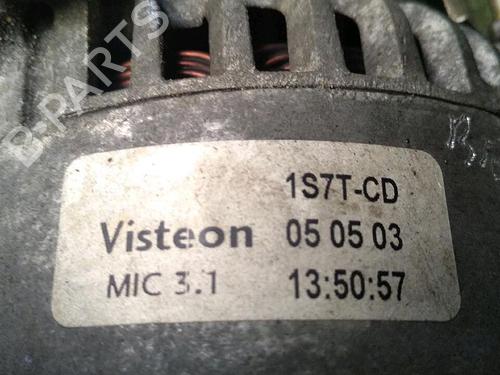 B-PARTS
1S7T-CD
Visteon 05 05 03
MIC 3.1 13:50:57